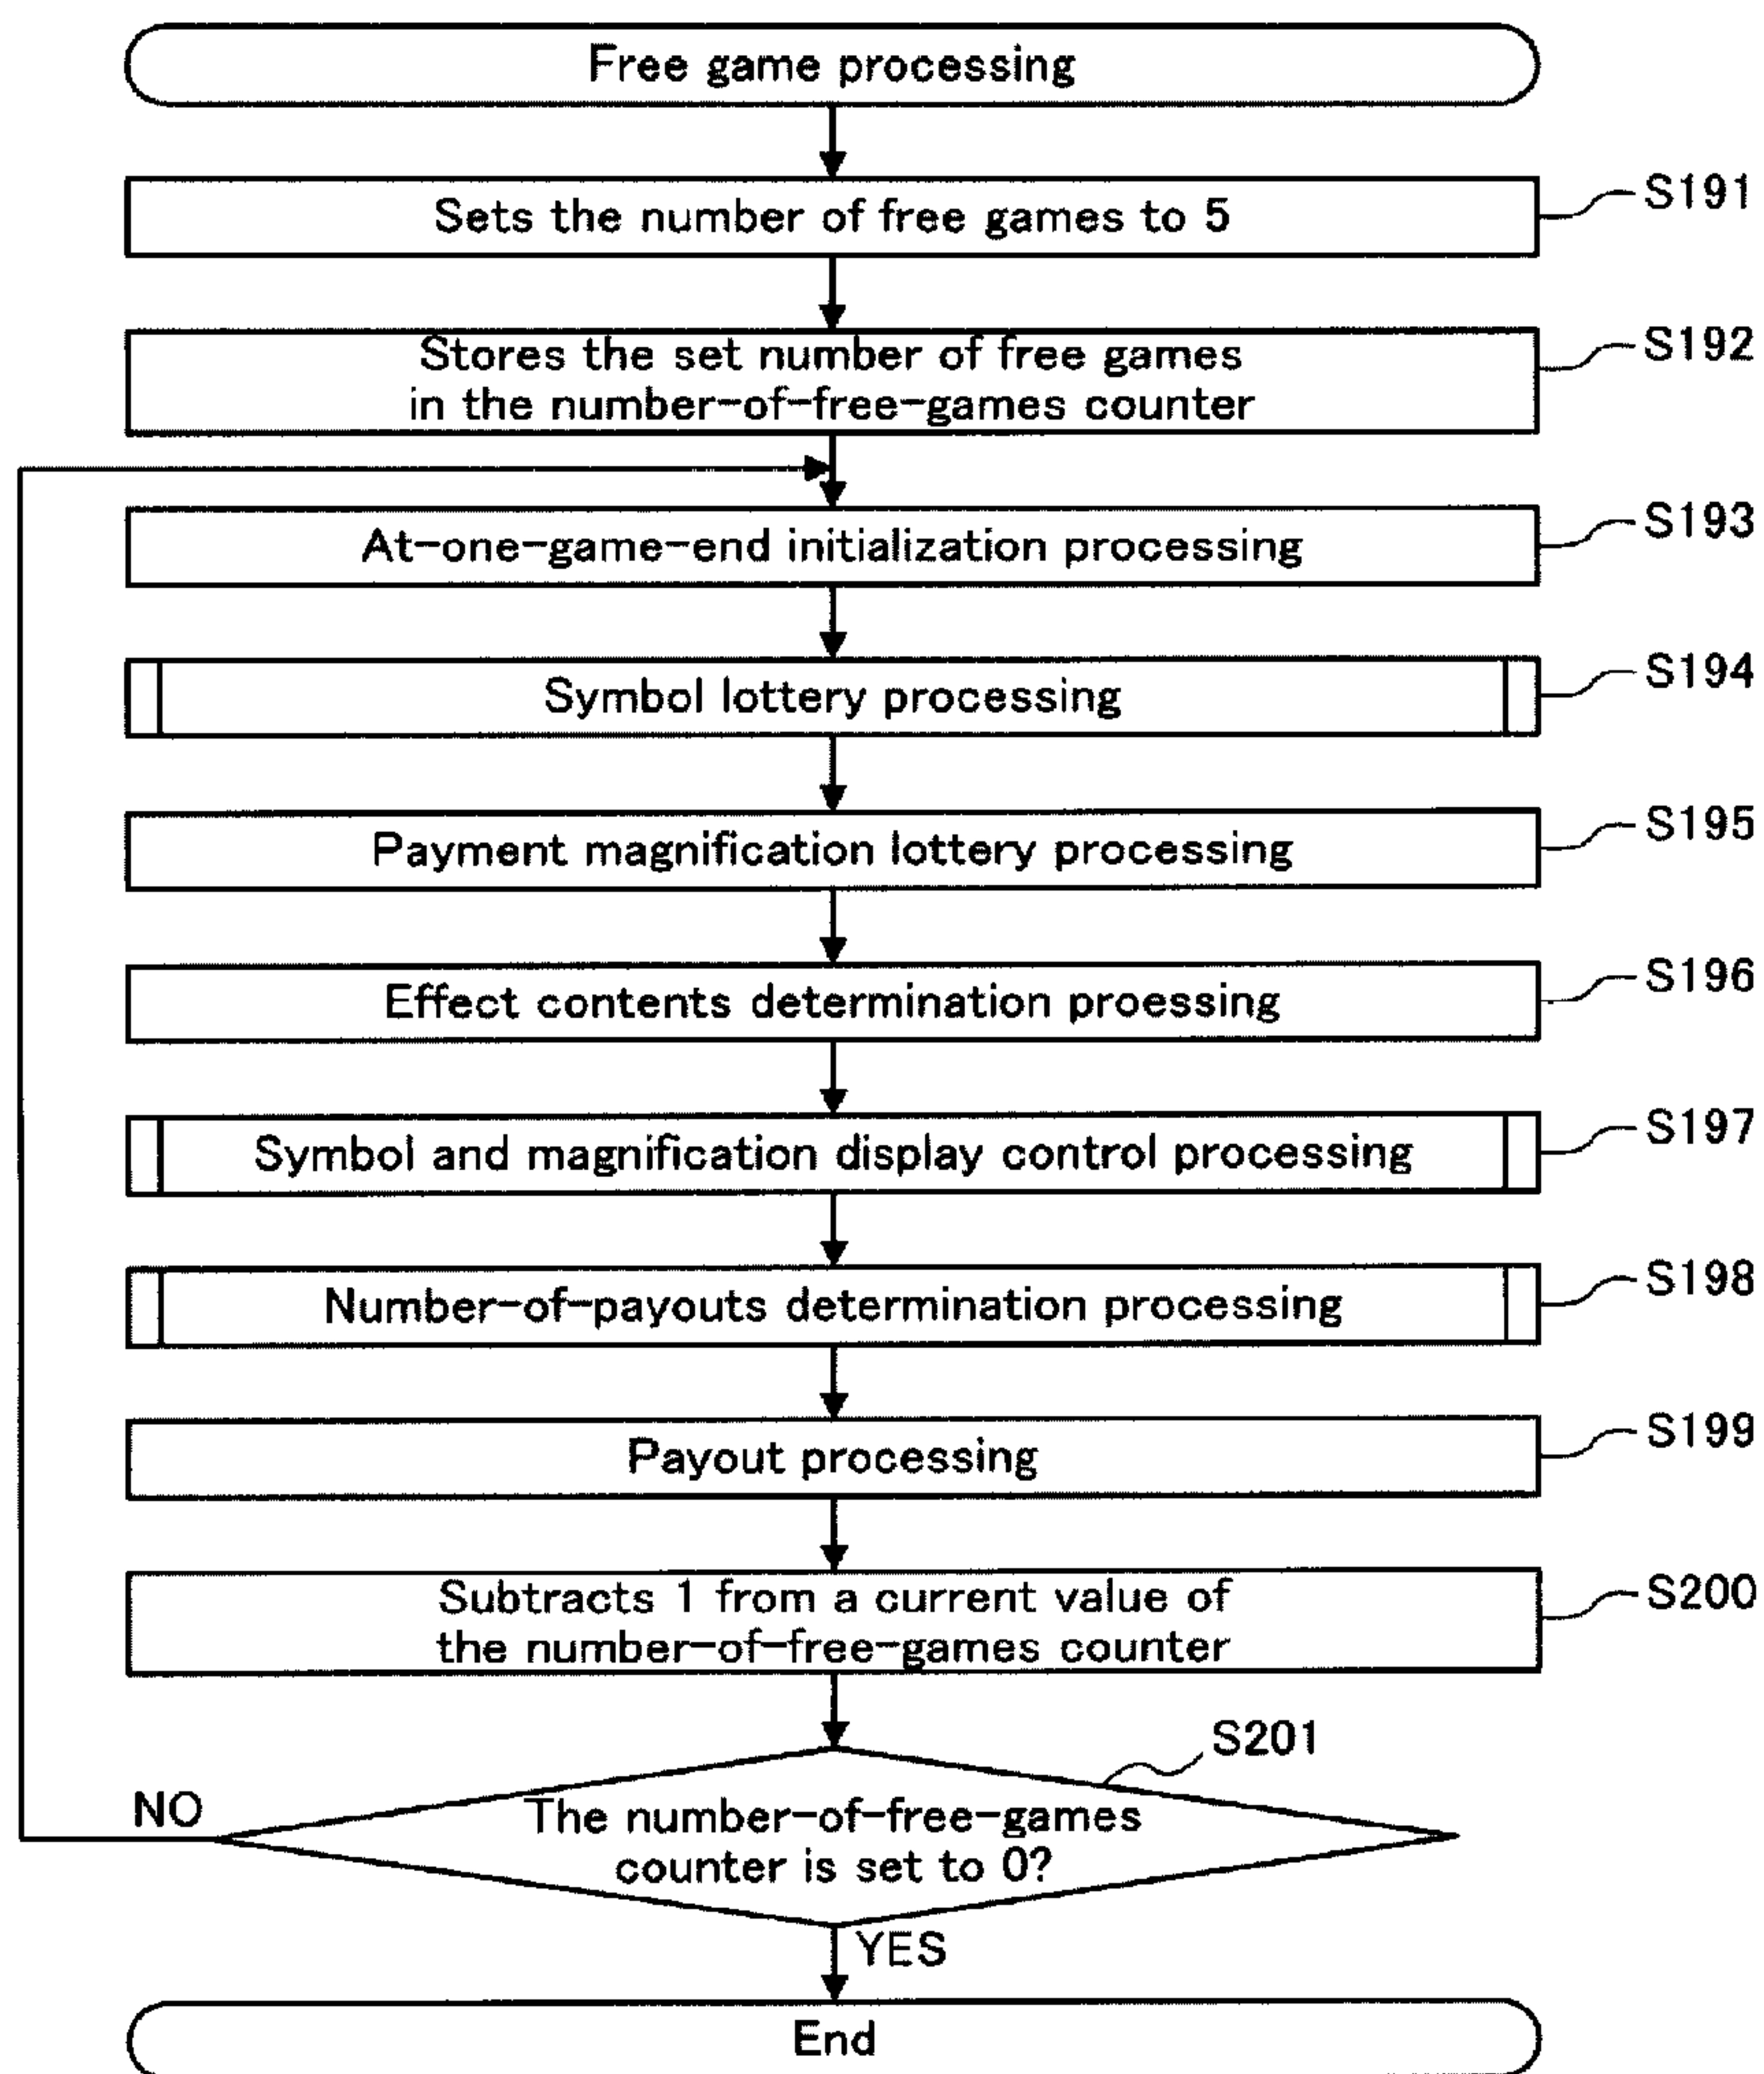 Free game processing
Sets the number of free games to 5
S191
Stores the set number of free games
in the number-of-free-games counter
S192
At-one-game-end initialization processing
S193
Symbol lottery processing
S194
Payment magnification lottery processing
S195
Effect contents determination proessing
S196
Symbol and magnification display control processing
S197
Number-of-payouts determination processing
S198
Payout processing
S199
Subtracts 1 from a current value of
the number-of-free-games counter
S200
S201
NO
The number-of-free-games
counter is set to 0?
YES
End